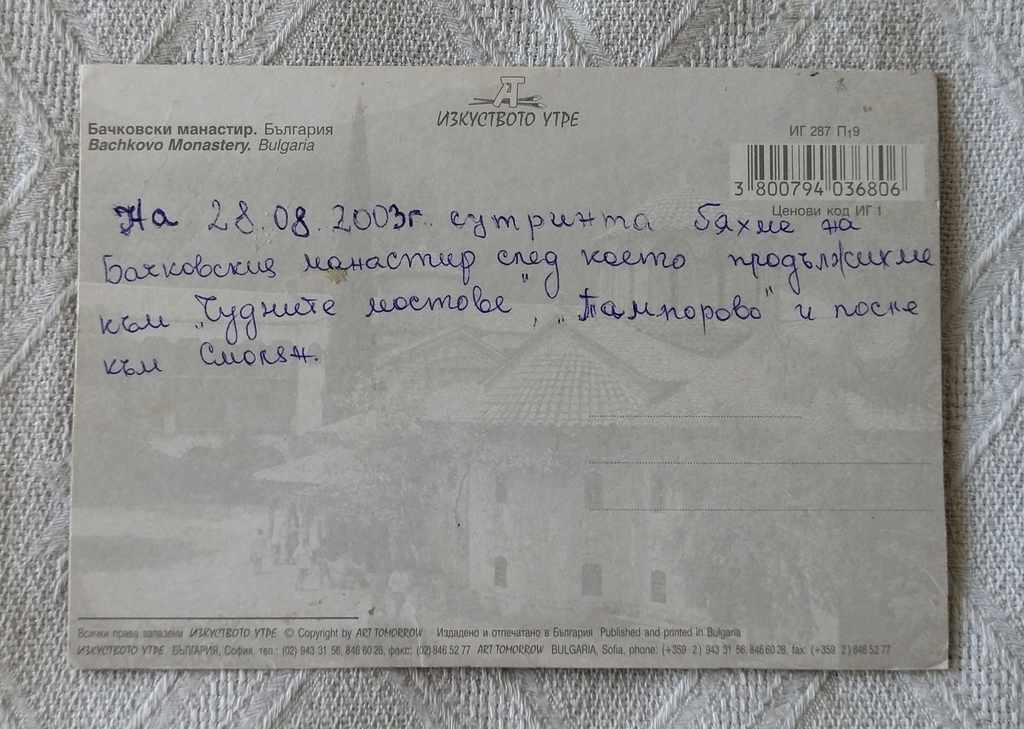 ИЗКУСТВОТО УТРЕ
Бачковски манастир. България
Bachkovo Monastery. Bulgaria
ИГ 287 П19
3 800794 036806
Ценови код ИГ 1
На 28.08.2003г. сутринта бяхме на
Бачковския манастир след което продължихме
към „Чудните мостове", „Пампорово" и после
към Смолян.
Всички права запазени ИЗКУСТВОТО УТРЕ © Copyright by ART TOMORROW Издадено и отпечатано в България Published and printed in Bulgaria
ИЗКУСТВОТО УТРЕ БЪЛГАРИЯ, София, тел.: (02) 943 31 56, 846 60 28, факс: (02) 846 52 77 ART TOMORROW BULGARIA, Sofia, phone: (+359 2) 943 31 56, 846 60 28, fax: (+359 2) 846 52 77